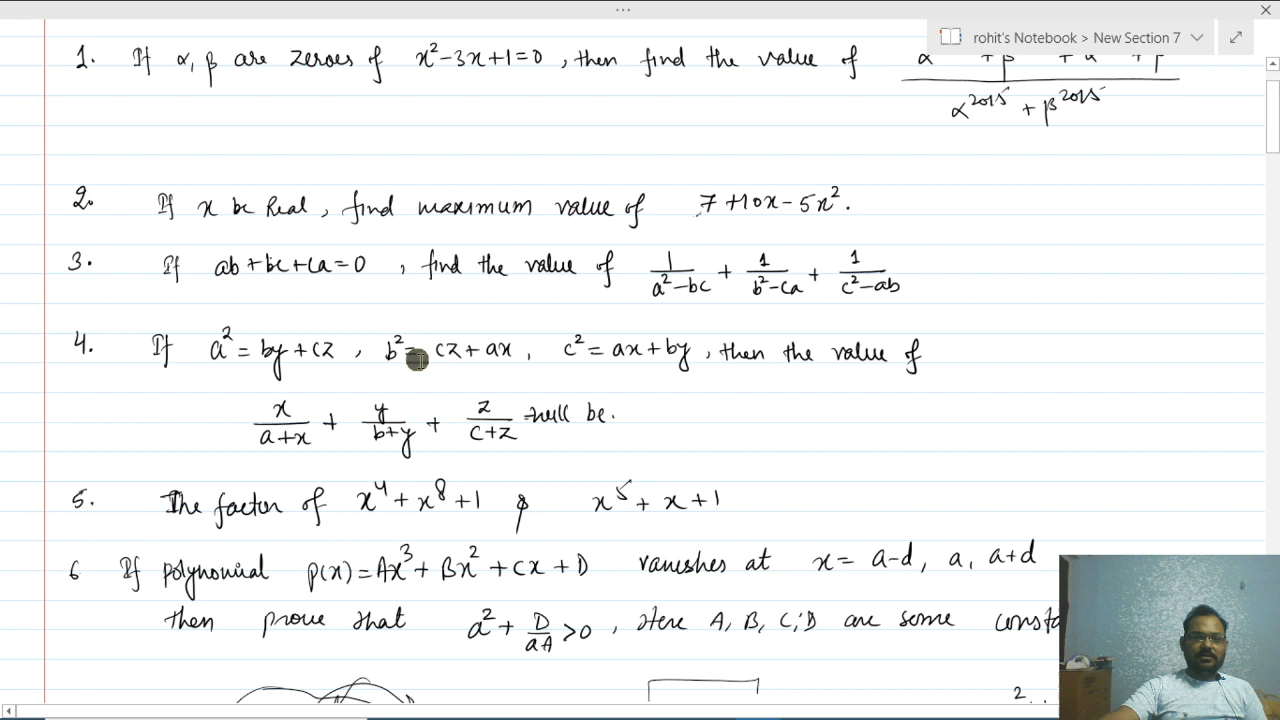 rohit's Notebook > New Section 7
1. If α, β are zeroes of x²-3x+1=0, then find the value of
α²⁰¹⁵ + β²⁰¹⁵
2. If x be Real, find maximum value of 7+10x-5x².
3. If ab+bc+ca=0, find the value of 1/(a²-bc) + 1/(b²-ca) + 1/(c²-ab)
4. If a² = by+cz, b² = cz+ax, c² = ax+by, then the value of
x/(a+x) + y/(b+y) + z/(c+z) will be.
5. The factor of x⁴+x⁸+1 & x⁵+x+1
6 If polynomial p(x)=Ax³+Bx²+Cx+D vanishes at x= a-d, a, a+d
then prove that a² + D/(aA) >0, Here A, B, C, D are some